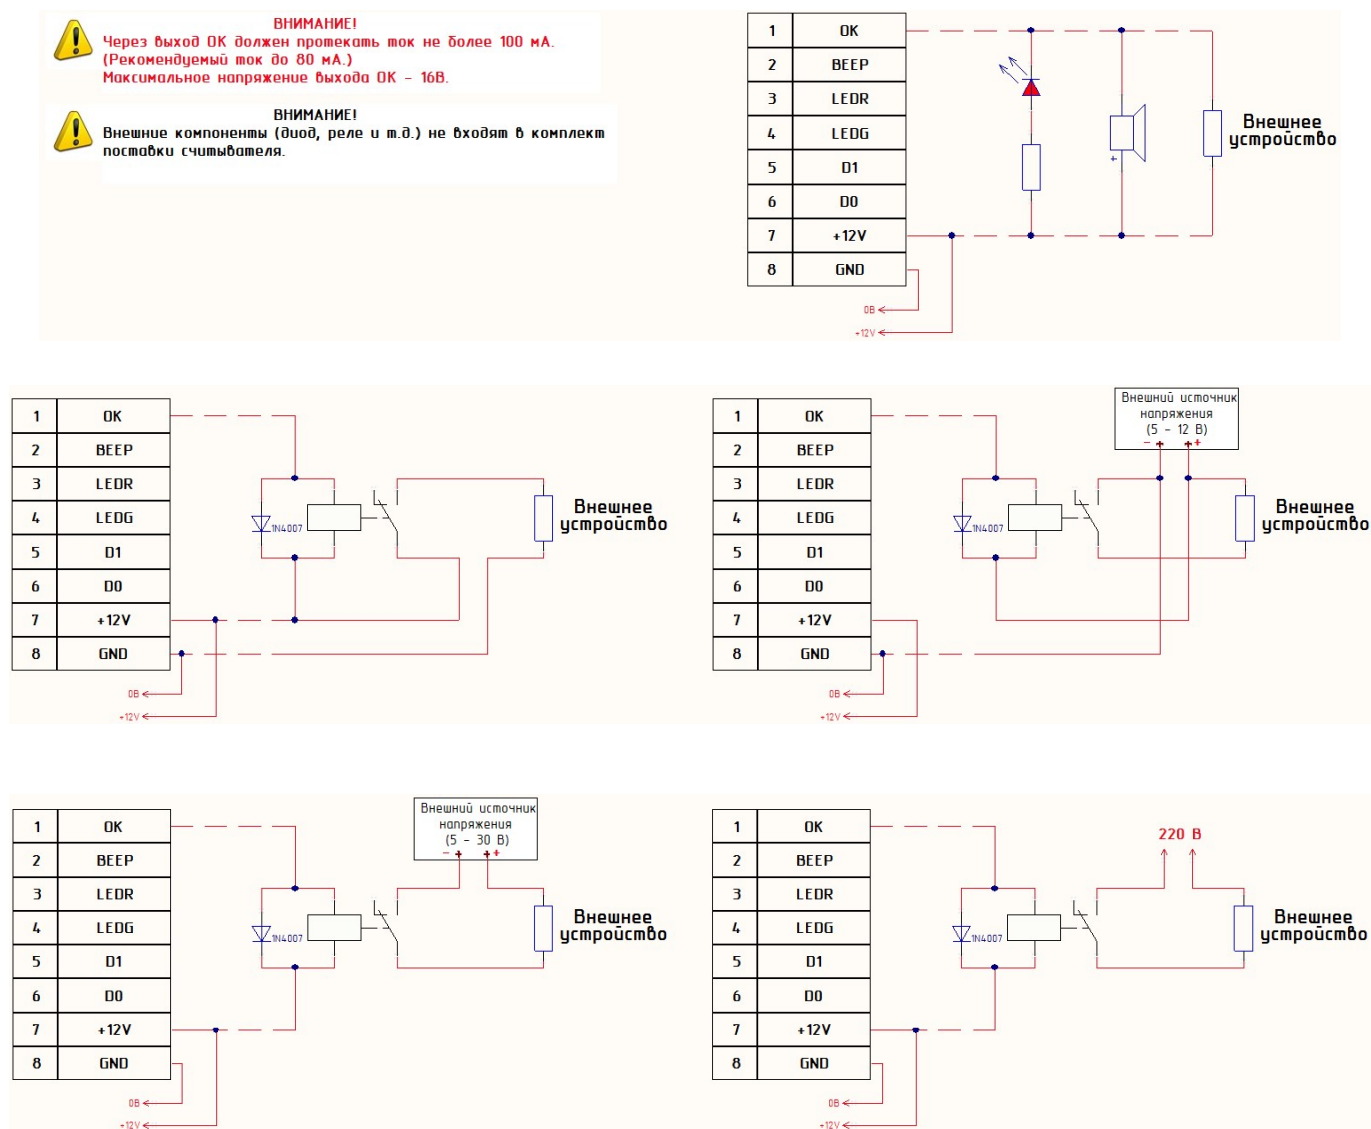 ВНИМАНИЕ!
Через выход ОК должен протекать ток не более 100 мА.
(Рекомендуемый ток до 80 мА.)
Максимальное напряжение выхода ОК - 16В.
ВНИМАНИЕ!
Внешние компоненты (диод, реле и т.д.) не входят в комплект
поставки считывателя.
1 OK
2 BEEP
3 LEDR
4 LEDG
5 D1
6 D0
7 +12V
8 GND
0В
+12V
+
Внешнее
устройство
1 OK
2 BEEP
3 LEDR
4 LEDG
5 D1
6 D0
7 +12V
8 GND
0В
+12V
1N4007
Внешнее
устройство
1 OK
2 BEEP
3 LEDR
4 LEDG
5 D1
6 D0
7 +12V
8 GND
0В
+12V
1N4007
Внешний источник
напряжения
(5 - 12 В)
- +
Внешнее
устройство
1 OK
2 BEEP
3 LEDR
4 LEDG
5 D1
6 D0
7 +12V
8 GND
0В
+12V
1N4007
Внешний источник
напряжения
(5 - 30 В)
- +
Внешнее
устройство
1 OK
2 BEEP
3 LEDR
4 LEDG
5 D1
6 D0
7 +12V
8 GND
0В
+12V
1N4007
220 В
Внешнее
устройство